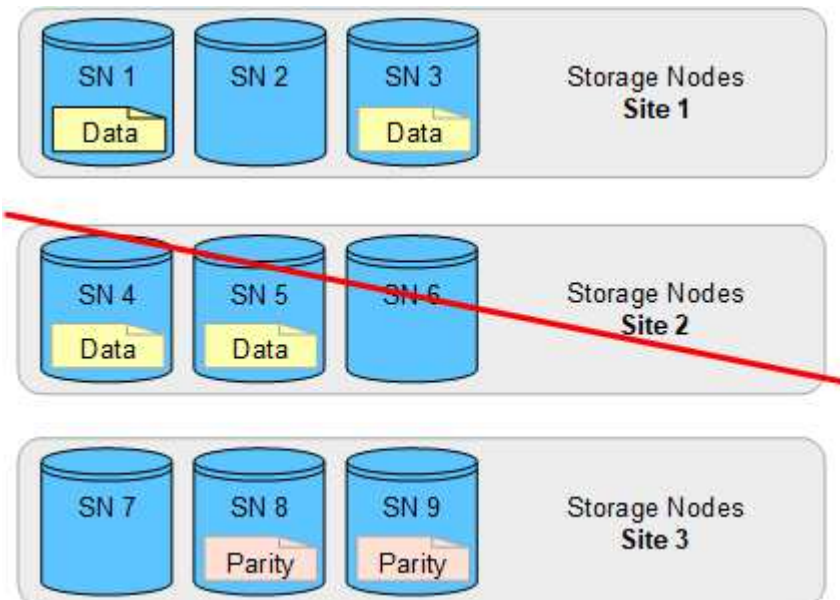 SN 1
SN 2
SN 3
Storage Nodes
Site 1
Data
Data
SN 4
SN 5
SN 6
Storage Nodes
Site 2
Data
Data
SN 7
SN 8
SN 9
Storage Nodes
Site 3
Parity
Parity